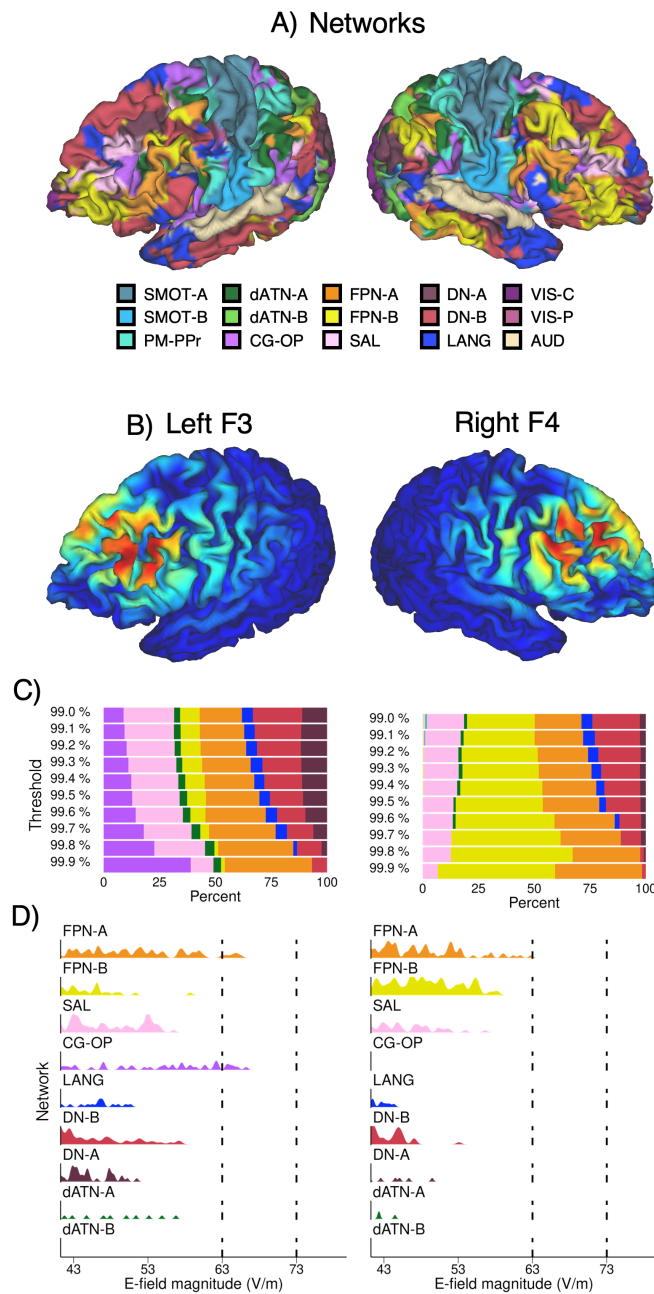 A) Networks
SMOT-A dATN-A FPN-A DN-A VIS-C
SMOT-B dATN-B FPN-B DN-B VIS-P
PM-PPr CG-OP SAL LANG AUD
B) Left F3 Right F4
C)
Threshold
99.0 %
99.1 %
99.2 %
99.3 %
99.4 %
99.5 %
99.6 %
99.7 %
99.8 %
99.9 %
0 25 50 75 100
Percent
99.0 %
99.1 %
99.2 %
99.3 %
99.4 %
99.5 %
99.6 %
99.7 %
99.8 %
99.9 %
0 25 50 75 100
Percent
D)
Network
FPN-A
FPN-B
SAL
CG-OP
LANG
DN-B
DN-A
dATN-A
dATN-B
43 53 63 73
E-field magnitude (V/m)
FPN-A
FPN-B
SAL
CG-OP
LANG
DN-B
DN-A
dATN-A
dATN-B
43 53 63 73
E-field magnitude (V/m)